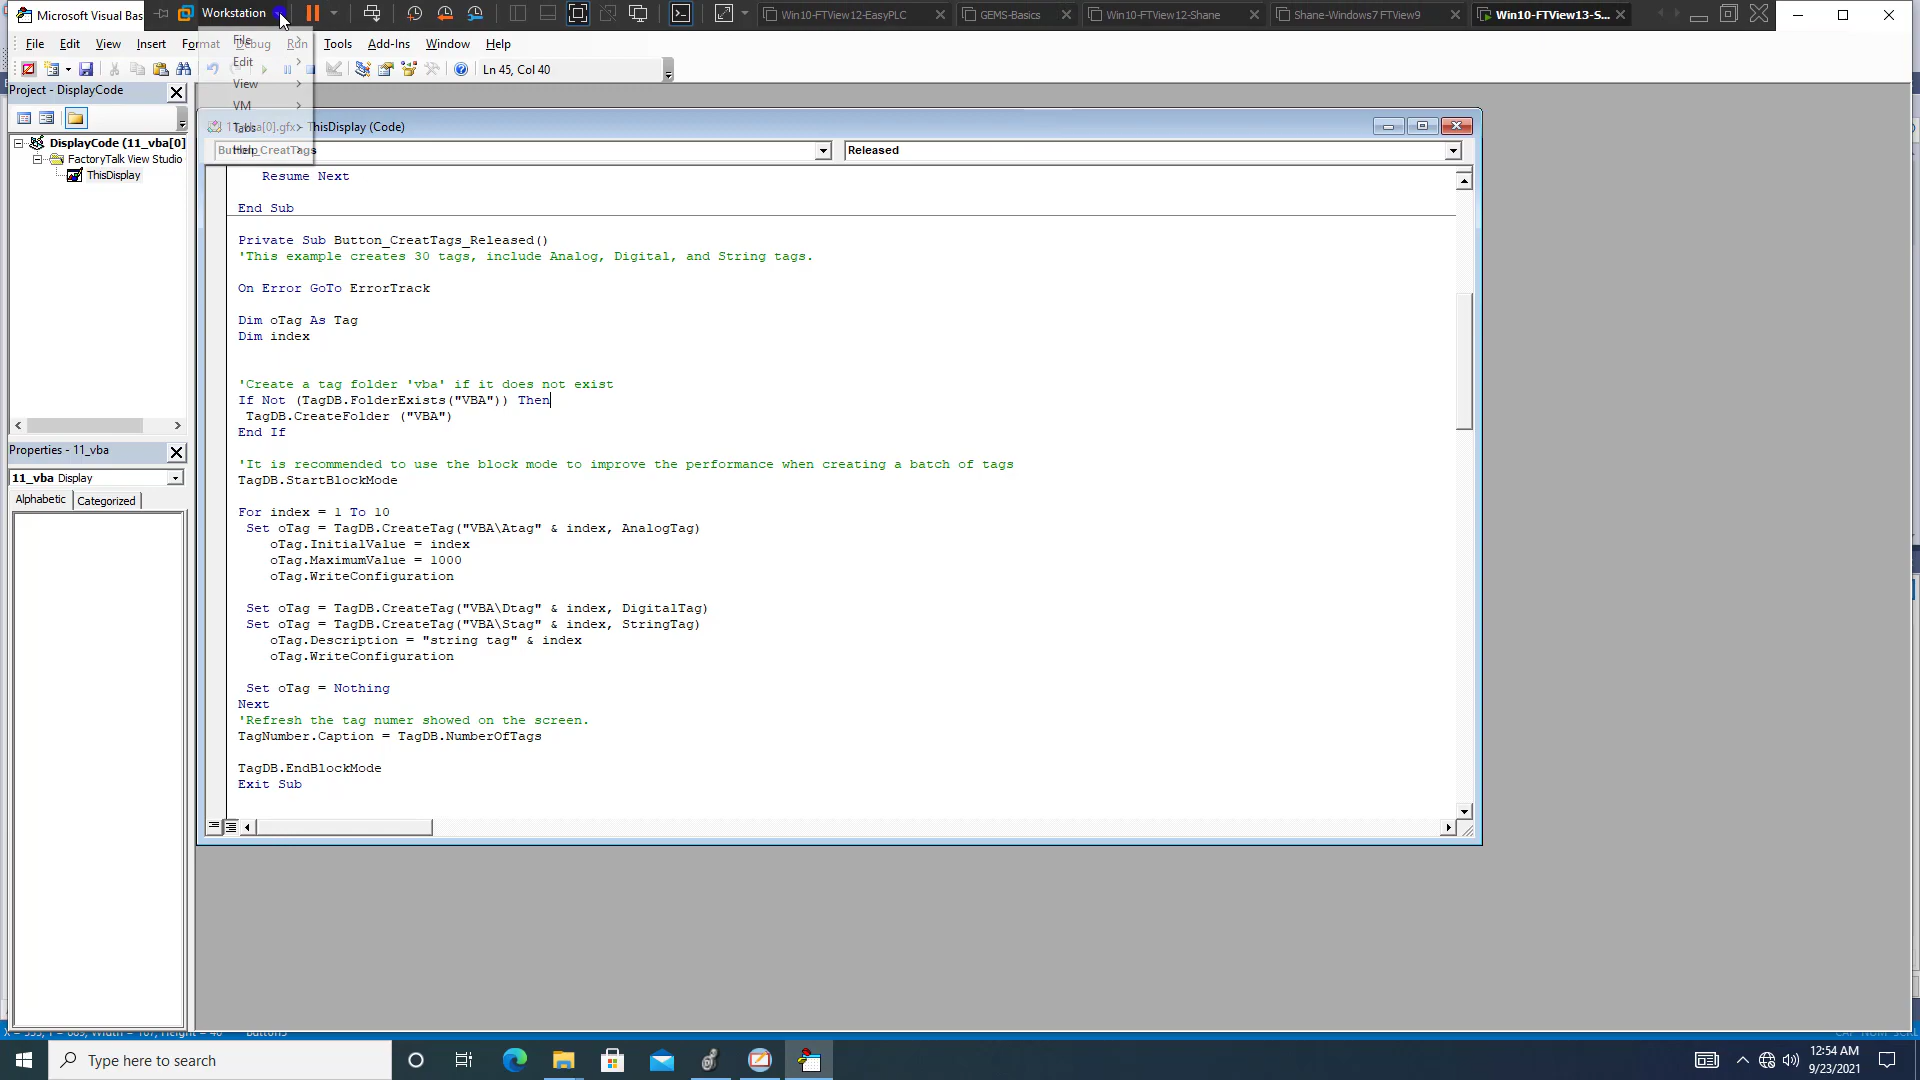 Microsoft Visual Bas
Workstation
Win10-FTView12-EasyPLC
GEMS-Basics
Win10-FTView12-Shane
Shane-Windows7 FTView9
Win10-FTView13-S...
File Edit View Insert Format Debug Run Tools Add-Ins Window Help
File
Edit
View
VM
Tabs
Help
Ln 45, Col 40
Project - DisplayCode
DisplayCode (11_vba[0]
FactoryTalk View Studio
ThisDisplay
Properties - 11_vba
11_vba Display
Alphabetic Categorized
ThisDisplay (Code)
Released
Resume Next
End Sub
Private Sub Button_CreatTags_Released()
'This example creates 30 tags, include Analog, Digital, and String tags.
On Error GoTo ErrorTrack
Dim oTag As Tag
Dim index
'Create a tag folder 'vba' if it does not exist
If Not (TagDB.FolderExists("VBA")) Then
TagDB.CreateFolder ("VBA")
End If
'It is recommended to use the block mode to improve the performance when creating a batch of tags
TagDB.StartBlockMode
For index = 1 To 10
Set oTag = TagDB.CreateTag("VBA\Atag" & index, AnalogTag)
oTag.InitialValue = index
oTag.MaximumValue = 1000
oTag.WriteConfiguration
Set oTag = TagDB.CreateTag("VBA\Dtag" & index, DigitalTag)
Set oTag = TagDB.CreateTag("VBA\Stag" & index, StringTag)
oTag.Description = "string tag" & index
oTag.WriteConfiguration
Set oTag = Nothing
Next
'Refresh the tag numer showed on the screen.
TagNumber.Caption = TagDB.NumberOfTags
TagDB.EndBlockMode
Exit Sub
Type here to search
12:54 AM
9/23/2021